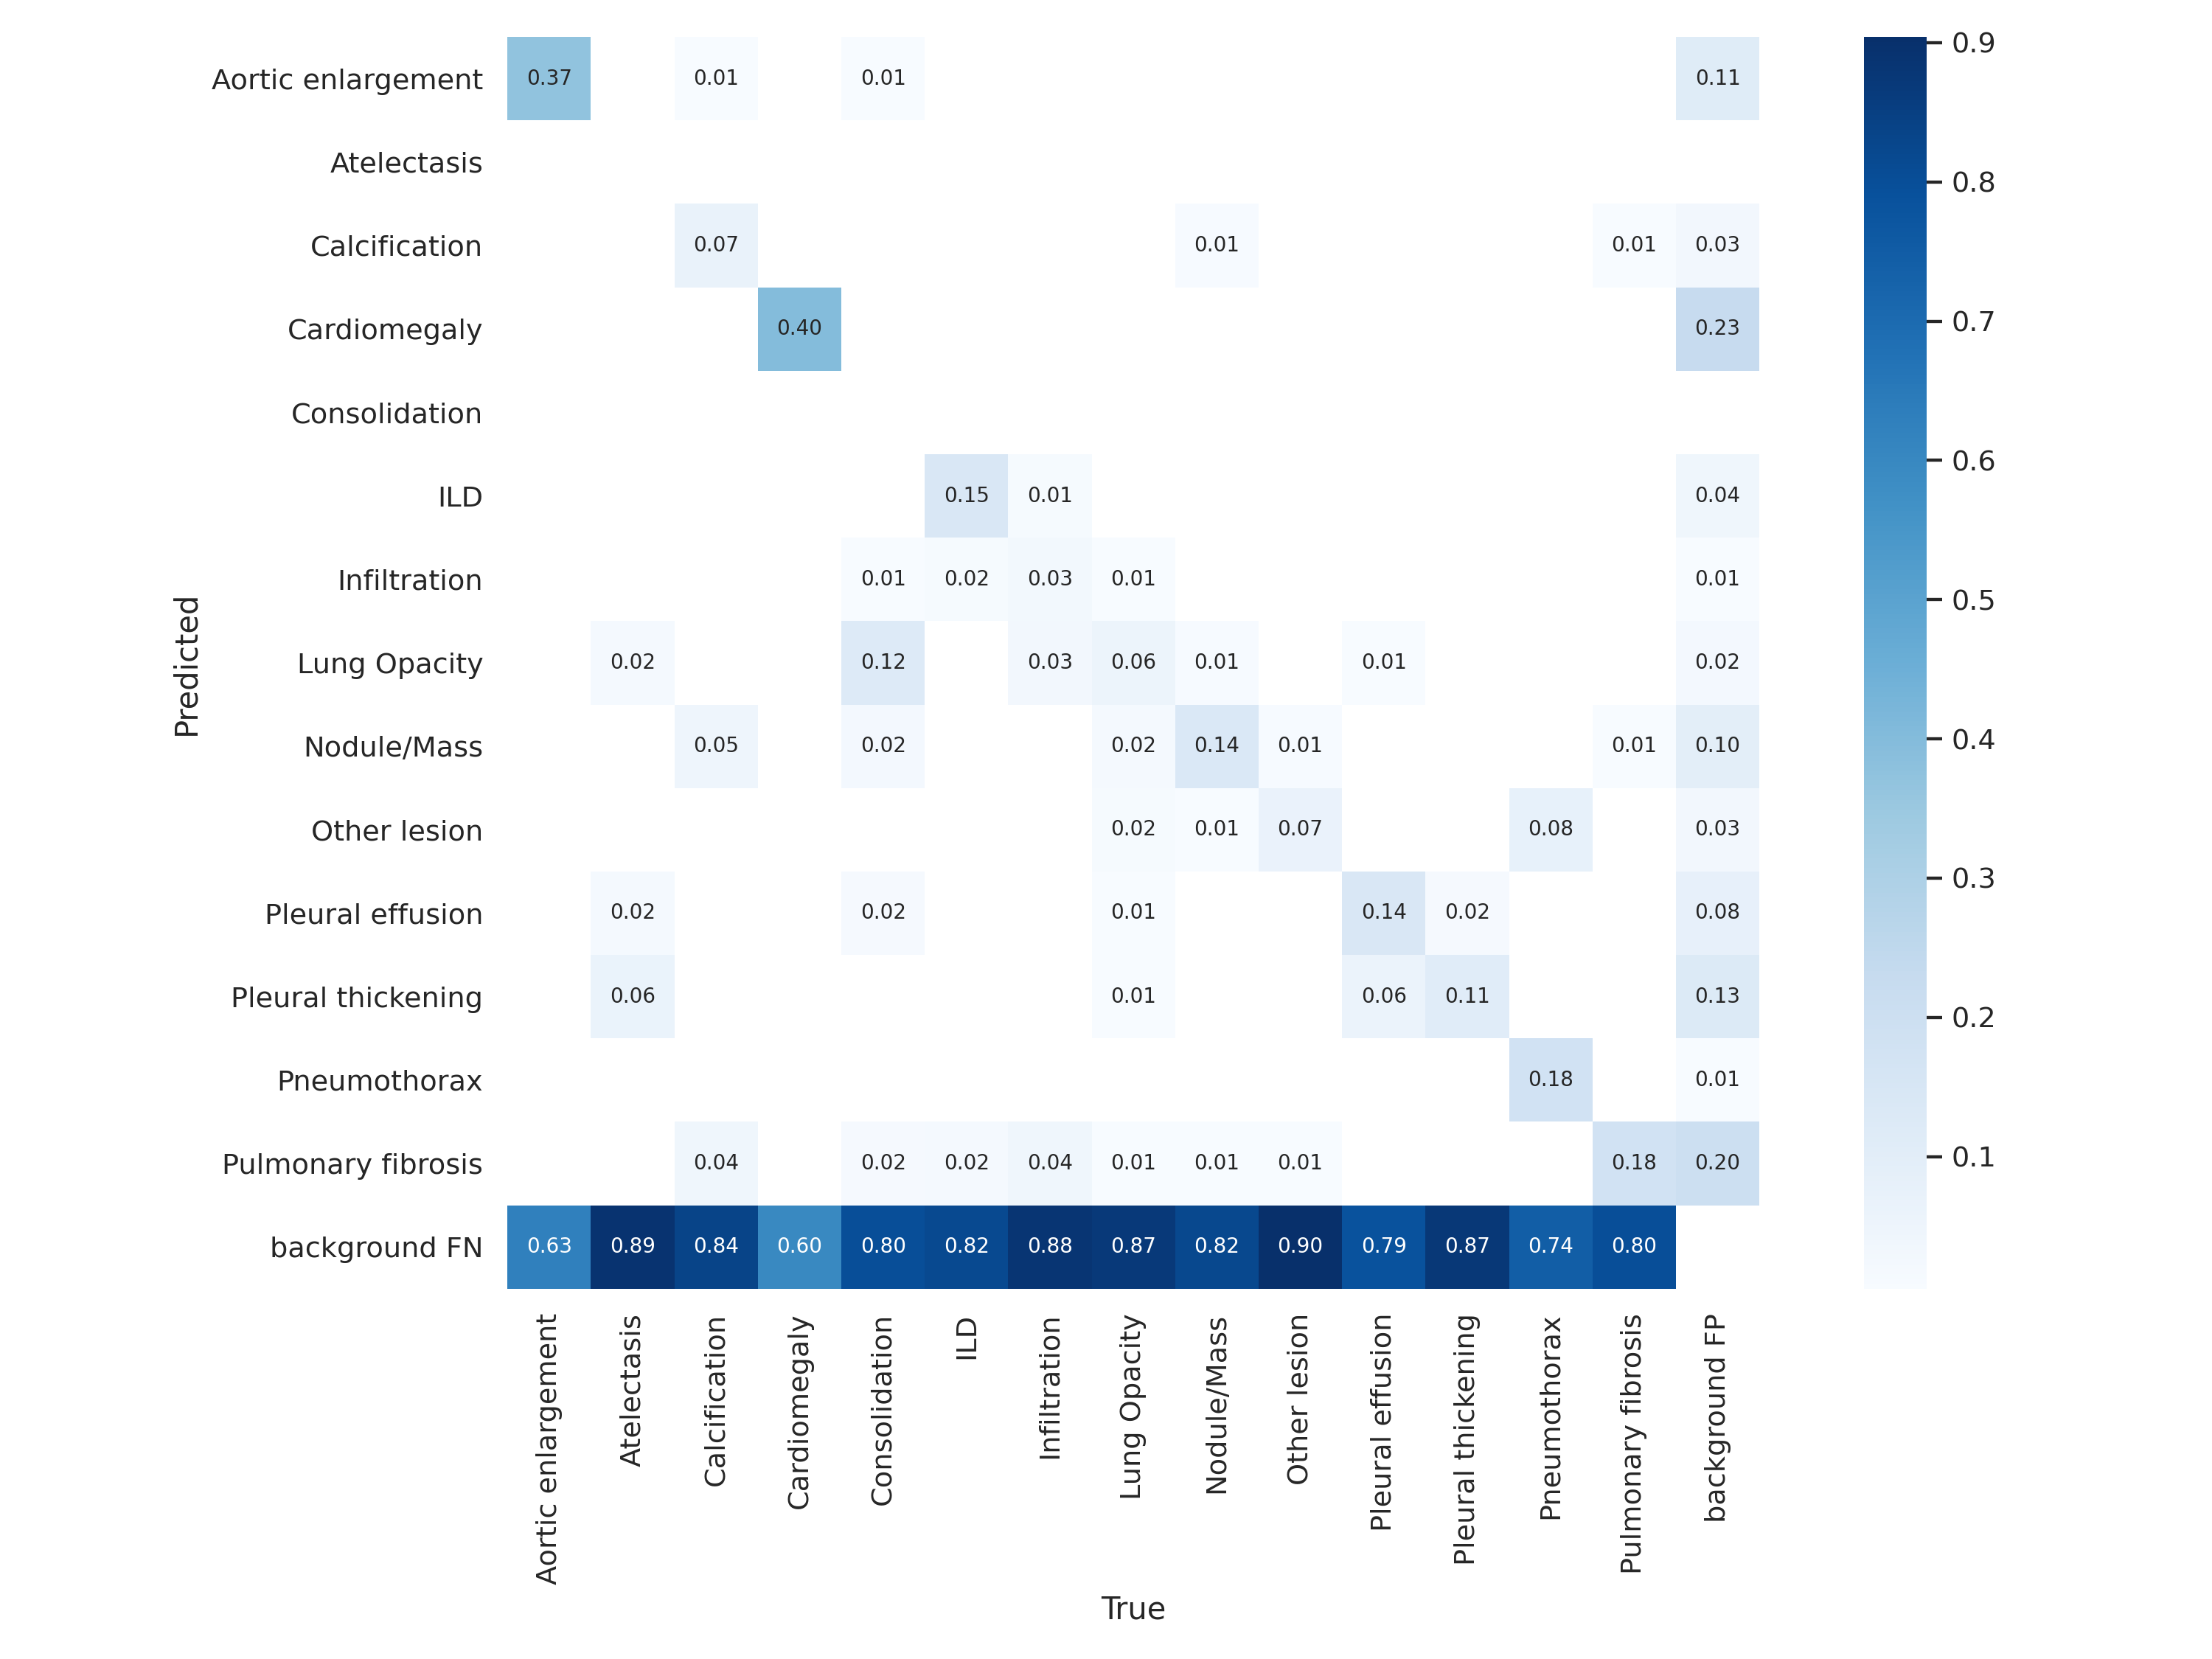 Aortic enlargement 0.37 0.01 0.01 0.11 0.9
Atelectasis
0.8
Calcification 0.07 0.01 0.01 0.03
Cardiomegaly 0.40 0.23 0.7
Consolidation
0.6
ILD 0.15 0.01 0.04
Infiltration 0.01 0.02 0.03 0.01 0.01 0.5
Predicted
Lung Opacity 0.02 0.12 0.03 0.06 0.01 0.01 0.02
Nodule/Mass 0.05 0.02 0.02 0.14 0.01 0.01 0.10 0.4
Other lesion 0.02 0.01 0.07 0.08 0.03
0.3
Pleural effusion 0.02 0.02 0.01 0.14 0.02 0.08
Pleural thickening 0.06 0.01 0.06 0.11 0.13 0.2
Pneumothorax 0.18 0.01
Pulmonary fibrosis 0.04 0.02 0.02 0.04 0.01 0.01 0.01 0.18 0.20 0.1
background FN 0.63 0.89 0.84 0.60 0.80 0.82 0.88 0.87 0.82 0.90 0.79 0.87 0.74 0.80
Aortic enlargement
Atelectasis
Calcification
Cardiomegaly
Consolidation
ILD
Infiltration
Lung Opacity
Nodule/Mass
Other lesion
Pleural effusion
Pleural thickening
Pneumothorax
Pulmonary fibrosis
background FP
True